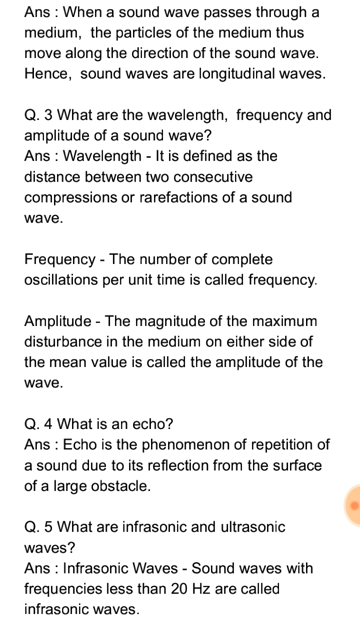 Ans : When a sound wave passes through a
medium, the particles of the medium thus
move along the direction of the sound wave.
Hence, sound waves are longitudinal waves.
Q. 3 What are the wavelength, frequency and
amplitude of a sound wave?
Ans : Wavelength - It is defined as the
distance between two consecutive
compressions or rarefactions of a sound
wave.
Frequency - The number of complete
oscillations per unit time is called frequency.
Amplitude - The magnitude of the maximum
disturbance in the medium on either side of
the mean value is called the amplitude of the
wave.
Q. 4 What is an echo?
Ans : Echo is the phenomenon of repetition of
a sound due to its reflection from the surface
of a large obstacle.
Q. 5 What are infrasonic and ultrasonic
waves?
Ans : Infrasonic Waves - Sound waves with
frequencies less than 20 Hz are called
infrasonic waves.